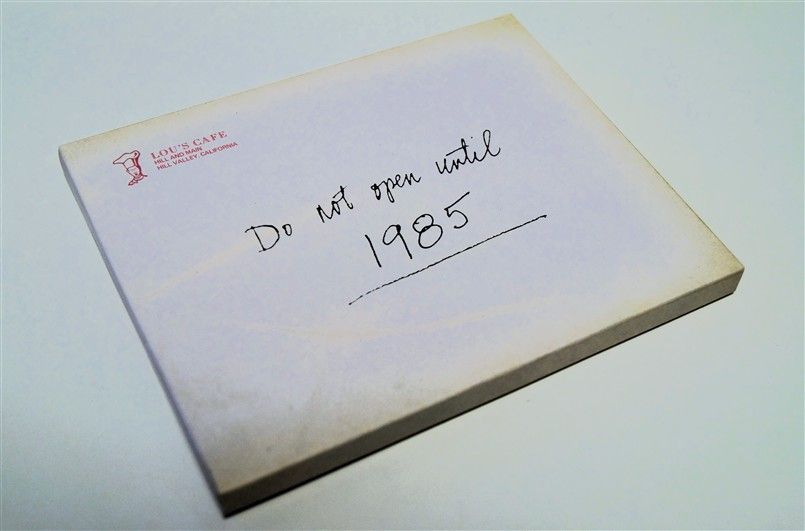 LOU'S CAFE
HILL AND MAIN
HILL VALLEY, CALIFORNIA
Do not open until
1985